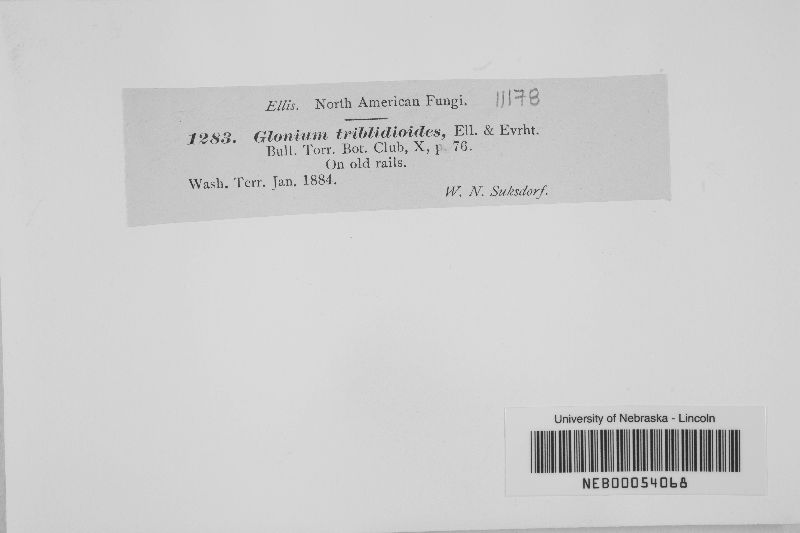 Ellis. North American Fungi. 11178
1283. Glonium triblidioides, Ell. & Evrht.
Bull. Torr. Bot. Club, X, p. 76.
On old rails.
Wash. Terr. Jan. 1884.
W. N. Suksdorf.
University of Nebraska - Lincoln
NEB00054068